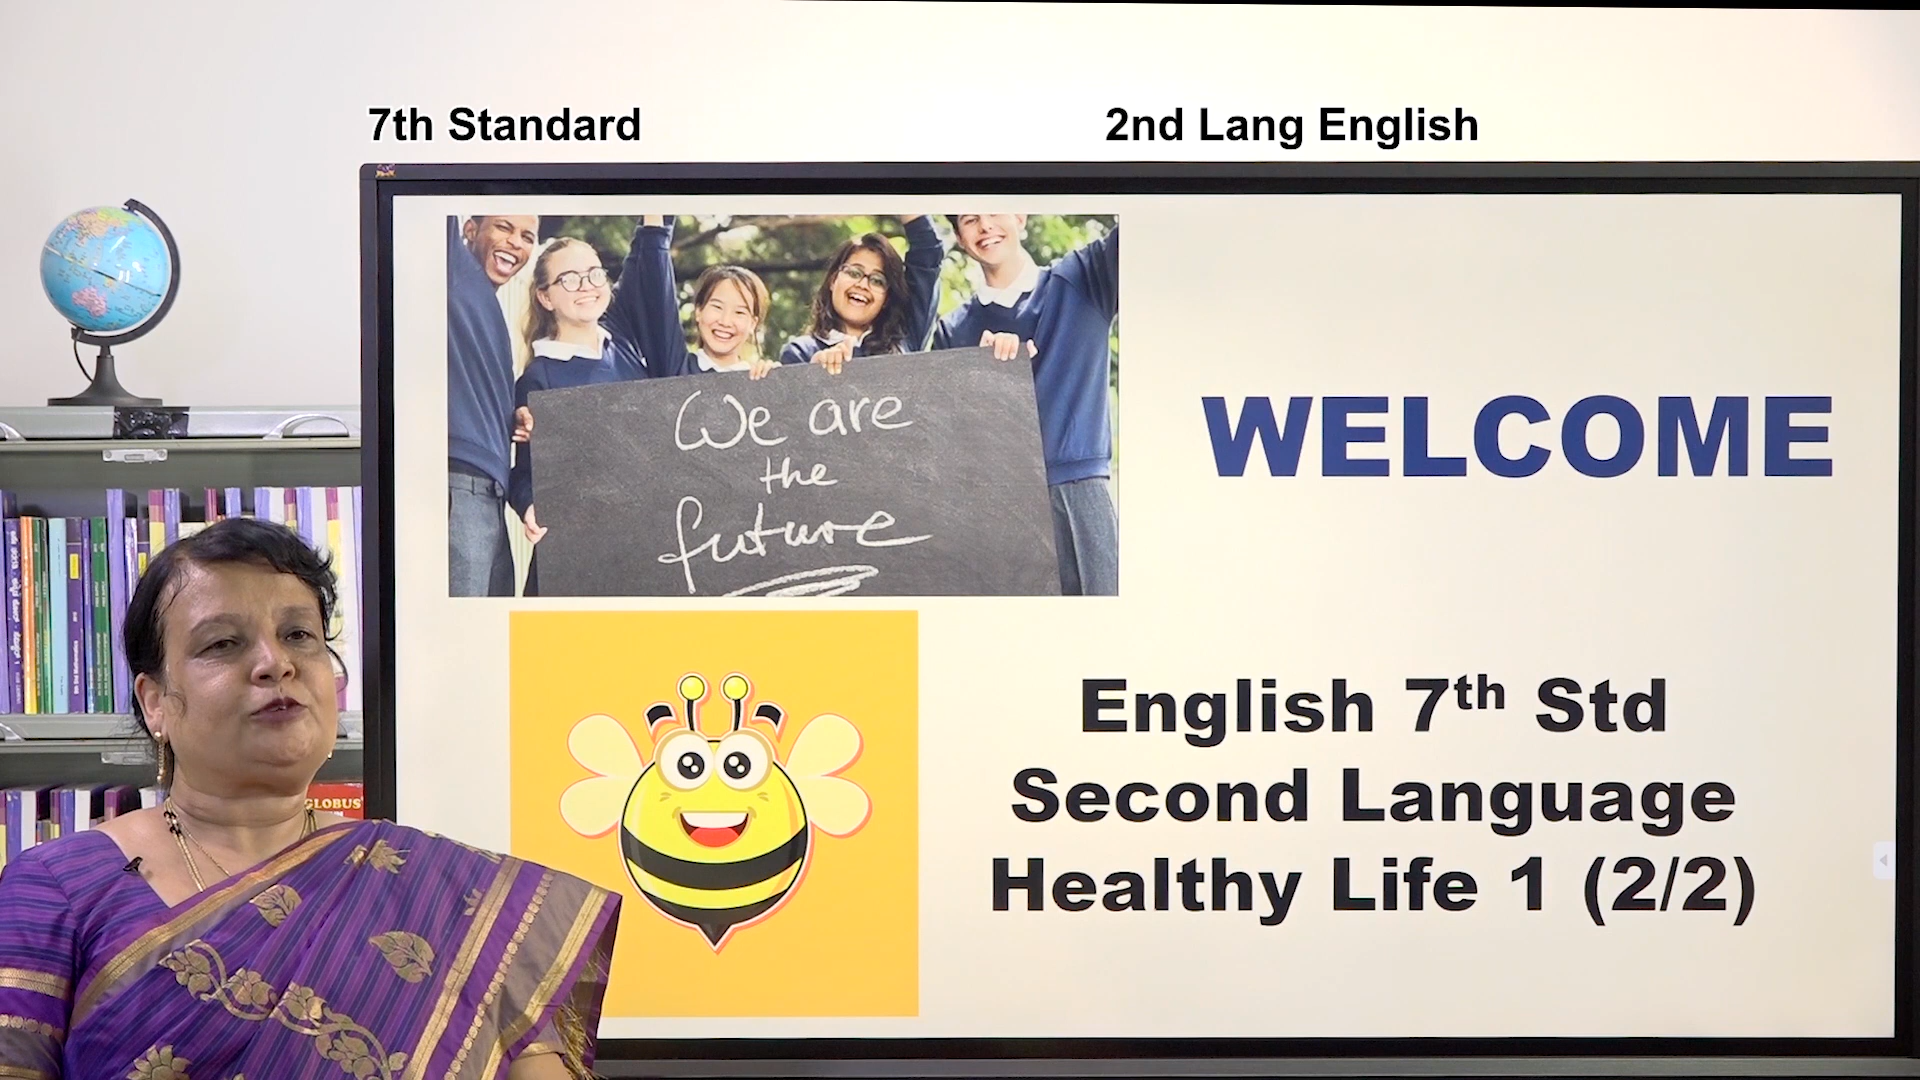 7th Standard
2nd Lang English
We are
the
future
WELCOME
English 7th Std
Second Language
Healthy Life 1 (2/2)
GLOBUS